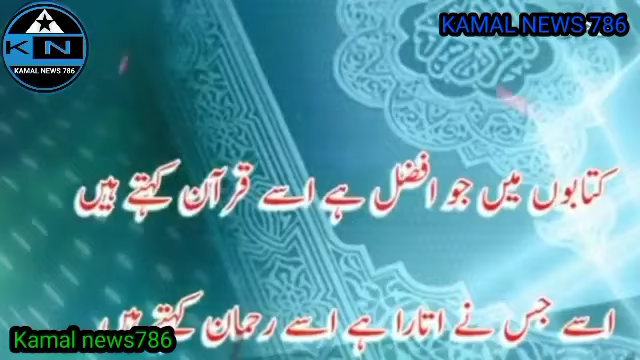 KAMAL NEWS 786
KN
KAMAL NEWS 786
کتابوں میں جو افضل ہے اسے قرآن کہتے ہیں
اسے جس نے اتارا ہے اسے رحمان کہتے ہیں
Kamal news786